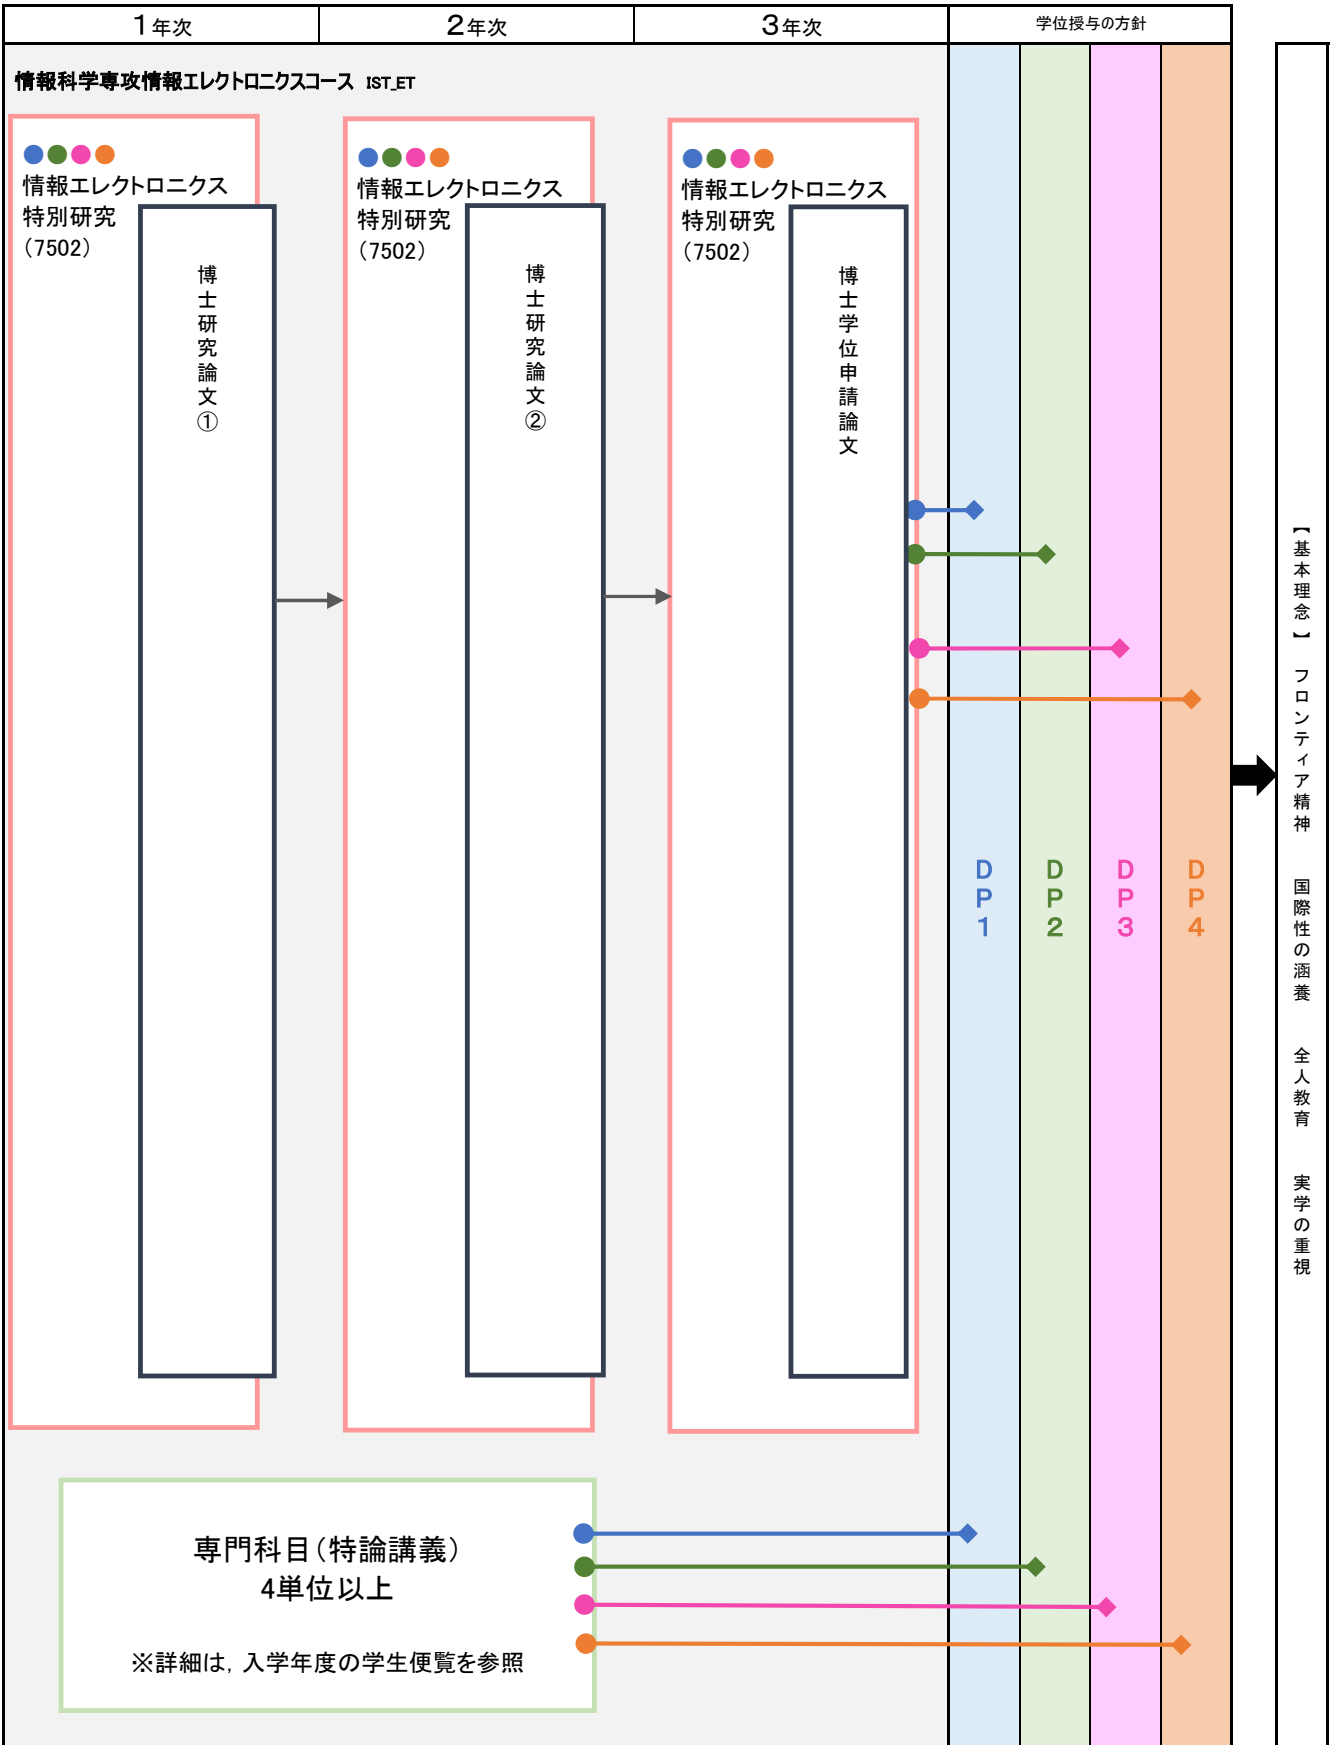 1年次
2年次
3年次
学位授与の方針
情報科学専攻情報エレクトロニクスコース IST_ET
情報エレクトロニクス
特別研究
(7502)
博士研究論文①
情報エレクトロニクス
特別研究
(7502)
博士研究論文②
情報エレクトロニクス
特別研究
(7502)
博士学位申請論文
DP1
DP2
DP3
DP4
【基本理念】 フロンティア精神 国際性の涵養 全人教育 実学の重視
専門科目(特論講義)
4単位以上
※詳細は,入学年度の学生便覧を参照